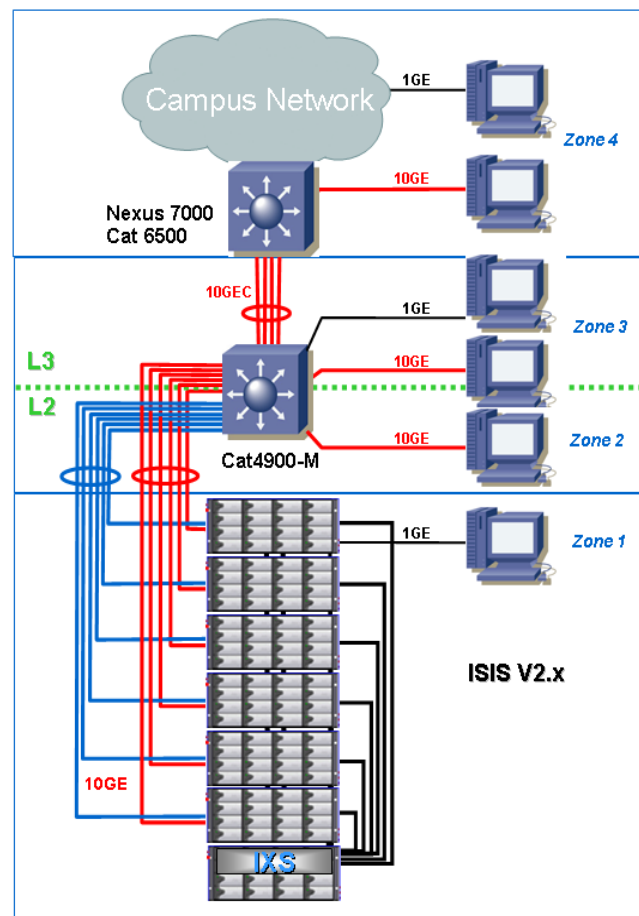 Campus Network
1GE
Zone 4
10GE
Nexus 7000
Cat 6500
10GEC
1GE
Zone 3
L3
10GE
L2
10GE
Zone 2
Cat4900-M
1GE
Zone 1
ISIS V2.x
10GE
IXS